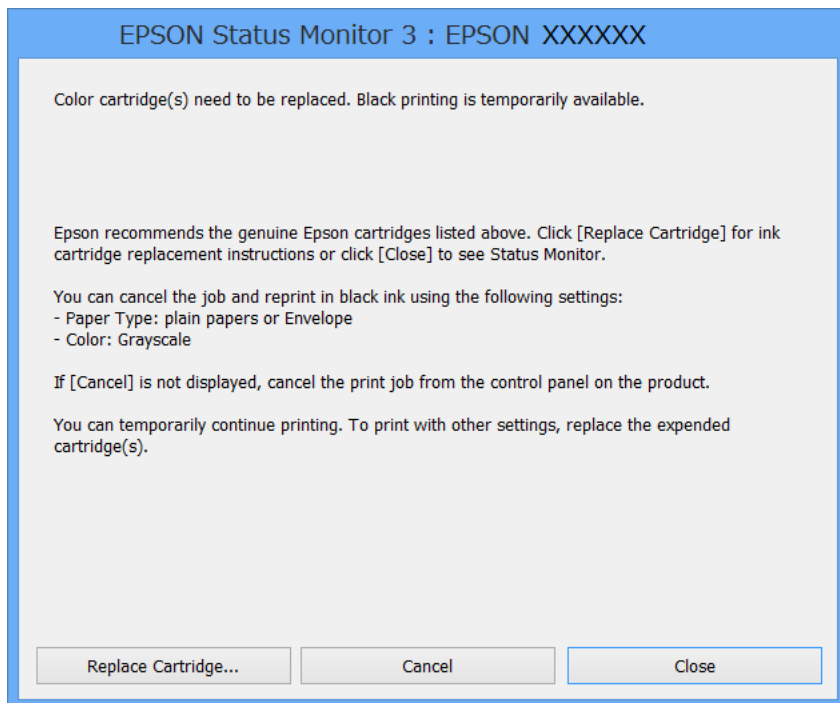 EPSON Status Monitor 3 : EPSON XXXXXX
Color cartridge(s) need to be replaced. Black printing is temporarily available.
Epson recommends the genuine Epson cartridges listed above. Click [Replace Cartridge] for ink
cartridge replacement instructions or click [Close] to see Status Monitor.
You can cancel the job and reprint in black ink using the following settings:
- Paper Type: plain papers or Envelope
- Color: Grayscale
If [Cancel] is not displayed, cancel the print job from the control panel on the product.
You can temporarily continue printing. To print with other settings, replace the expended
cartridge(s).
Replace Cartridge... Cancel Close